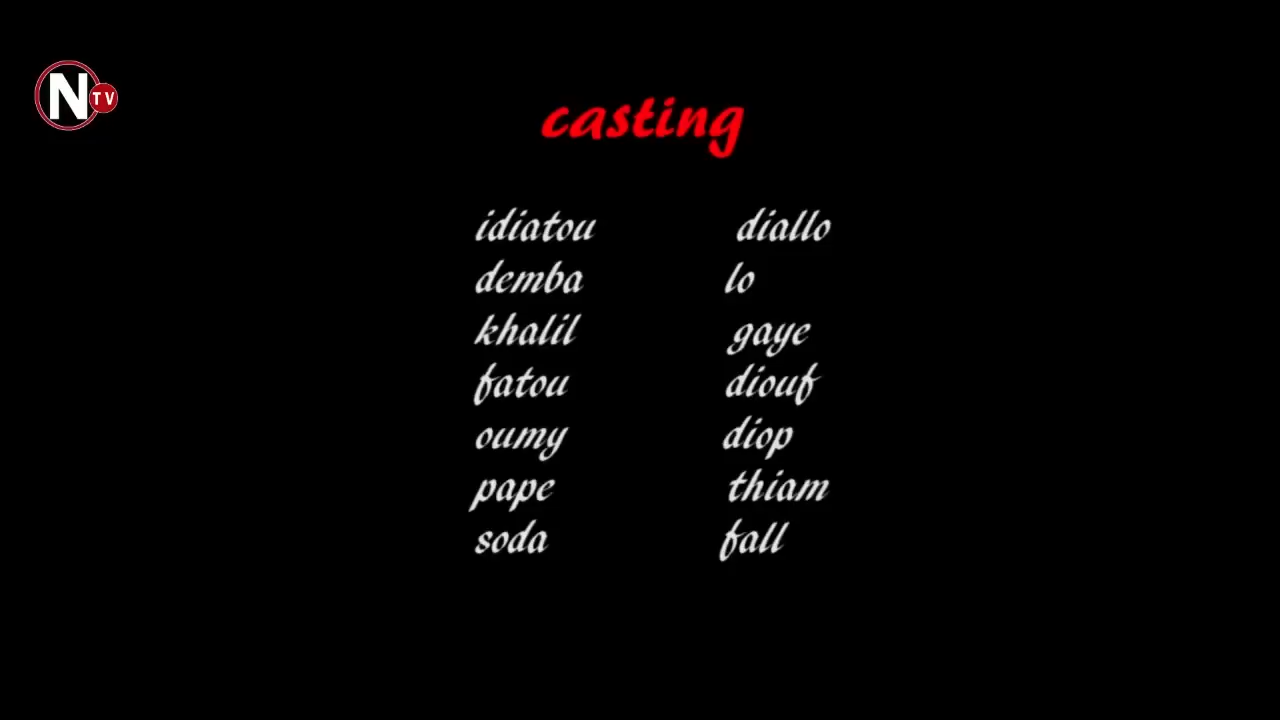 N TV
casting
idiatou diallo
demba lo
khalil gaye
fatou diouf
oumy diop
pape thiam
soda fall